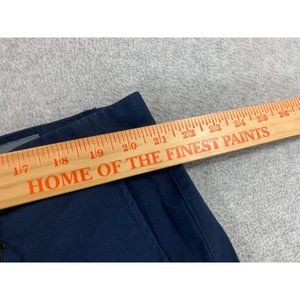 17 18 19 20 21 22 23 24 25 26
HOME OF THE FINEST PAINTS